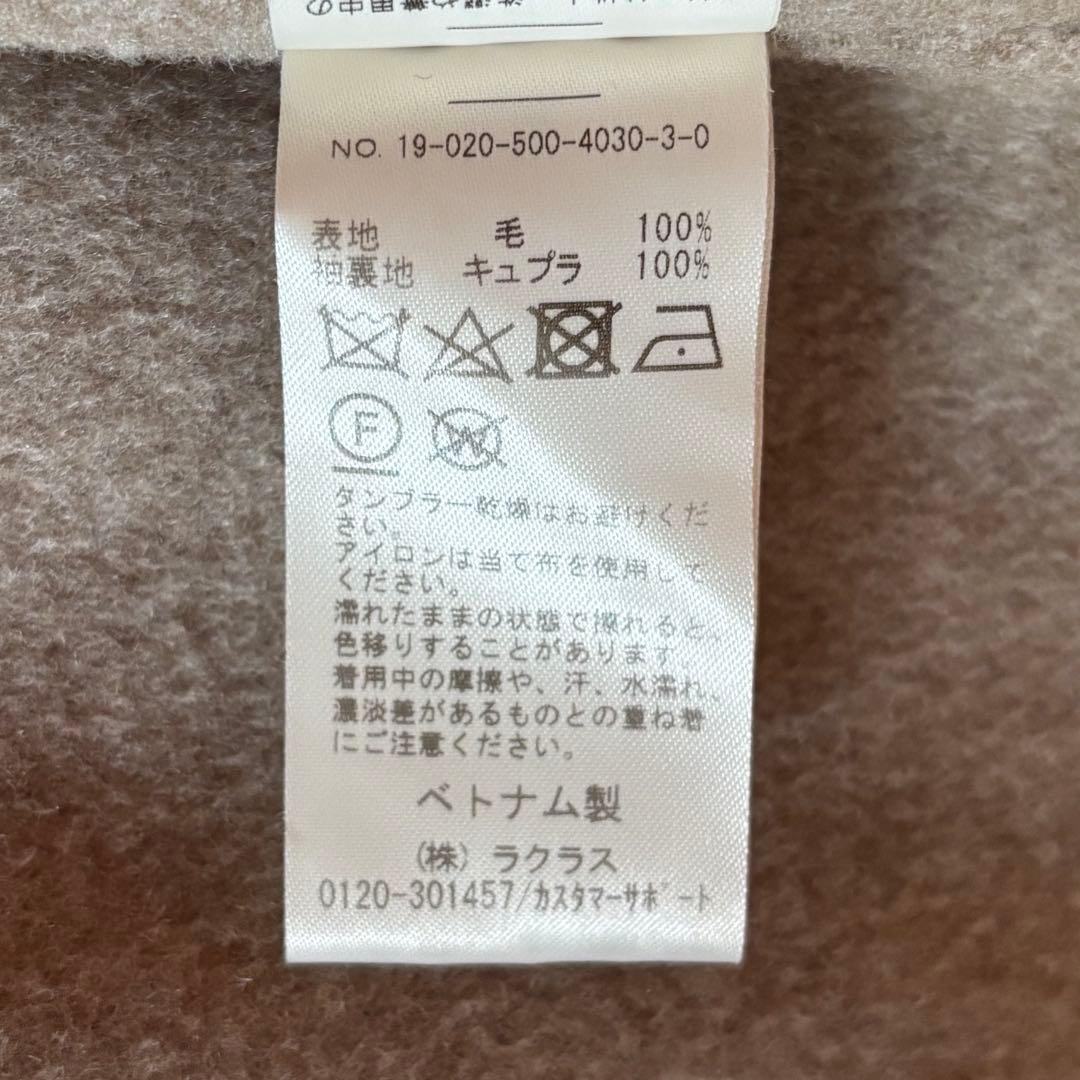 NO. 19-020-500-4030-3-0
表地 毛 100%
袖裏地 キュプラ 100%
F
W
タンブラー乾燥はお避けくだ
さい。
アイロンは当て布を使用して
ください。
濡れたままの状態で擦れると、
色移りすることがあります。
着用中の摩擦や、汗、水濡れ、
濃淡差があるものとの重ね着
にご注意ください。
ベトナム製
(株) ラクラス
0120-301457/カスタマーサポート